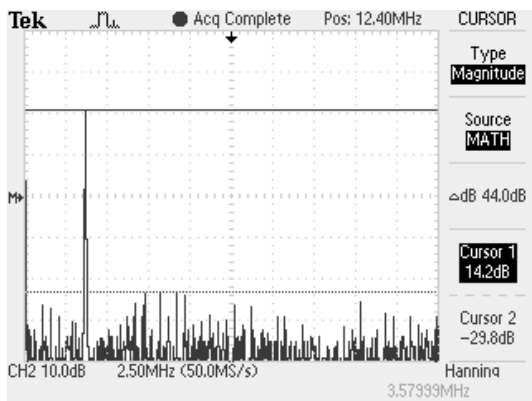 Tek Acq Complete Pos: 12.40MHz CURSOR
Type
Magnitude
Source
MATH
M
△dB 44.0dB
Cursor 1
14.2dB
Cursor 2
-29.8dB
CH2 10.0dB 2.50MHz (50.0MS/s) Hanning
3.57999MHz